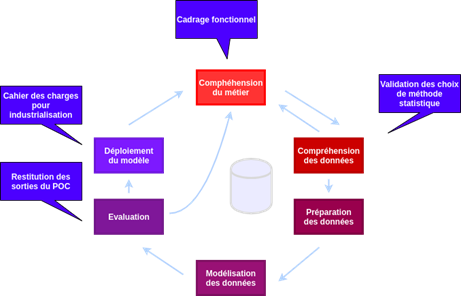 Cadrage fonctionnel
Comphéhension
du métier
Cahier des charges
pour
industrialisation
Validation des choix
de méthode
statistique
Déploiement
du modèle
Compréhension
des données
Restitution des
sorties du POC
Evaluation
Préparation
des données
Modélisation
des données